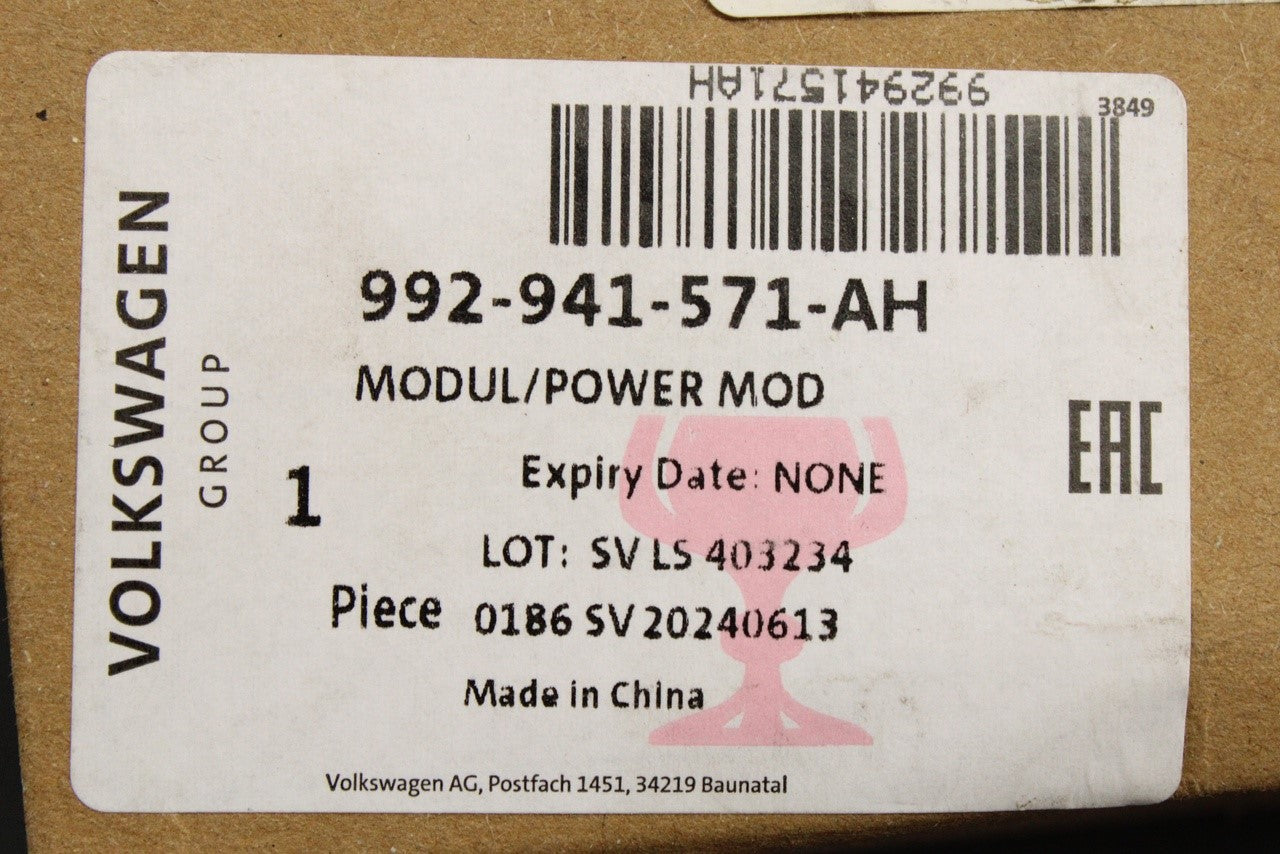 992941571AH
3849
992-941-571-AH
MODUL/POWER MOD
VOLKSWAGEN
GROUP
EAC
1
Piece
Expiry Date: NONE
LOT: SV LS 403234
0186 SV 20240613
Made in China
Volkswagen AG, Postfach 1451, 34219 Baunatal